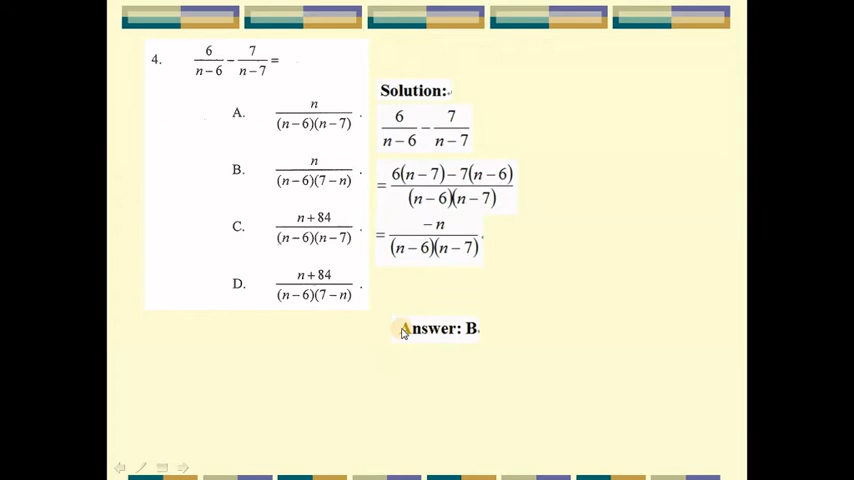 4. 6/(n−6) − 7/(n−7) =
A. n/((n−6)(n−7)) .
B. n/((n−6)(7−n)) .
C. n+84/((n−6)(n−7)) .
D. n+84/((n−6)(7−n)) .
Solution:
6/(n−6) − 7/(n−7)
= (6(n−7)−7(n−6))/((n−6)(n−7))
= −n/((n−6)(n−7)).
Answer: B